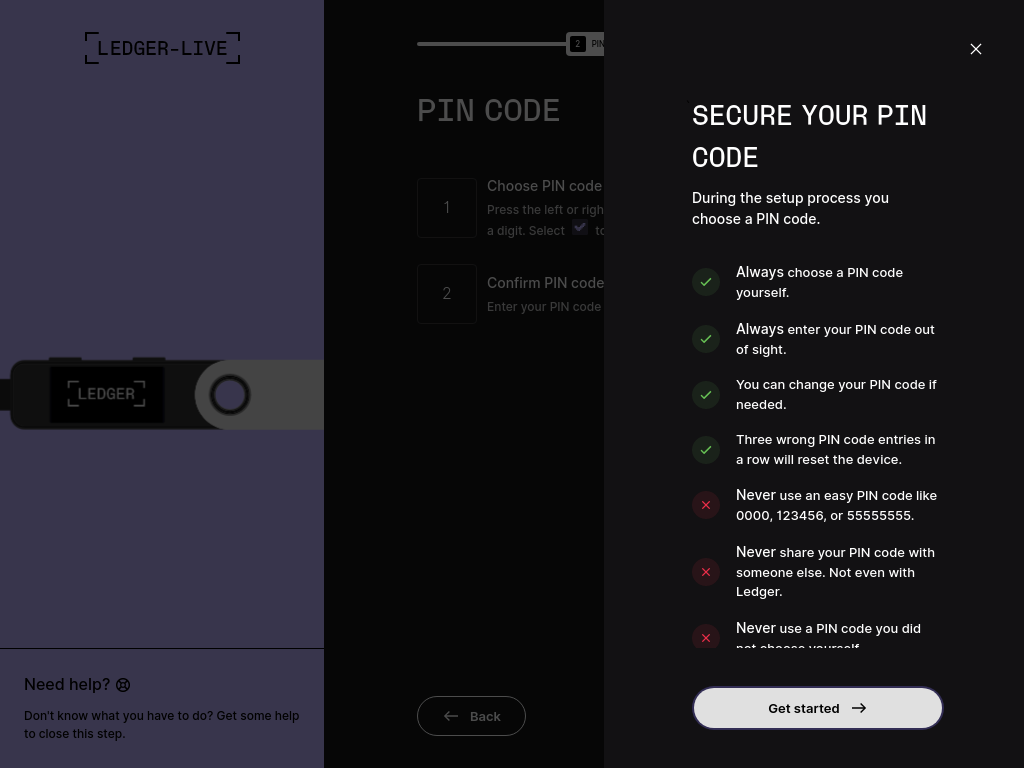 LEDGER-LIVE
LEDGER
Need help?
Don't know what you have to do? Get some help
to close this step.
2 PIN
PIN CODE
1
Choose PIN code
Press the left or righ
a digit. Select to
2
Confirm PIN code
Enter your PIN code
Back
SECURE YOUR PIN
CODE
During the setup process you
choose a PIN code.
Always choose a PIN code
yourself.
Always enter your PIN code out
of sight.
You can change your PIN code if
needed.
Three wrong PIN code entries in
a row will reset the device.
Never use an easy PIN code like
0000, 123456, or 55555555.
Never share your PIN code with
someone else. Not even with
Ledger.
Never use a PIN code you did
not choose yourself.
Get started